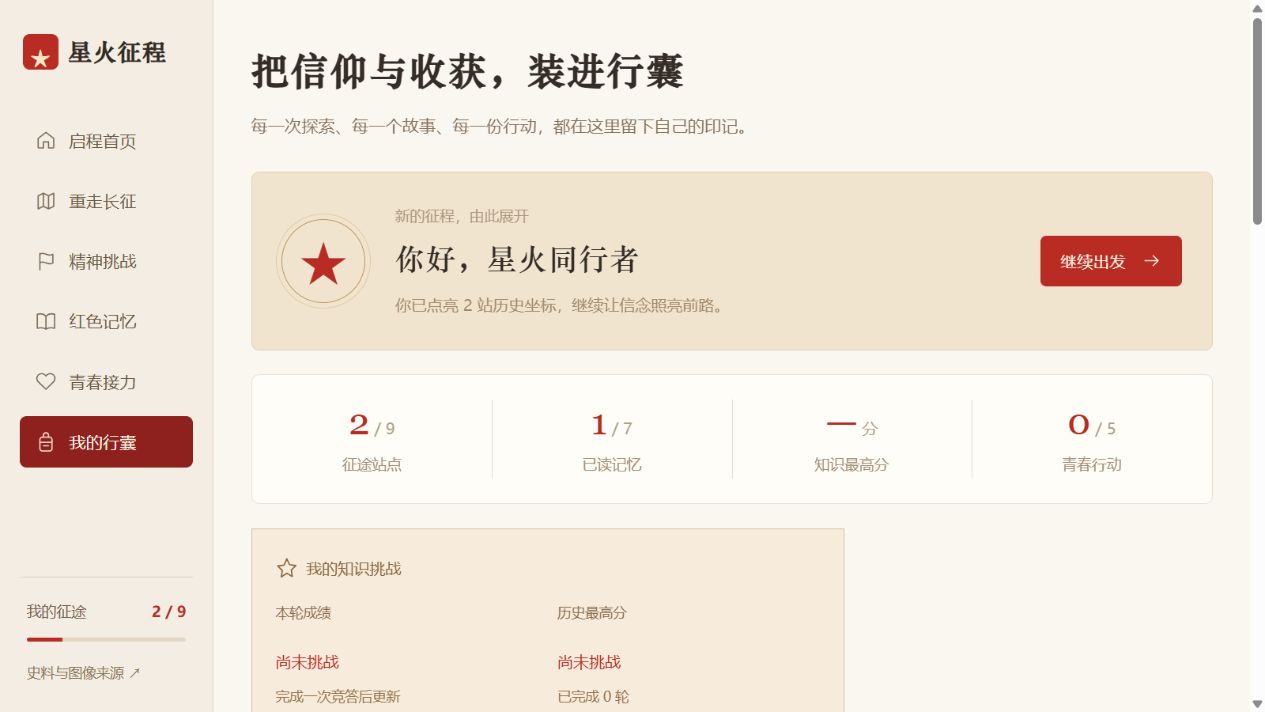 星火征程
启程首页
重走长征
精神挑战
红色记忆
青春接力
我的行囊
我的征途 2 / 9
史料与图像来源 ↗
把信仰与收获，装进行囊
每一次探索、每一个故事、每一份行动，都在这里留下自己的印记。
新的征程，由此展开
你好，星火同行者
你已点亮 2 站历史坐标，继续让信念照亮前路。
继续出发 →
2 / 9
征途站点
1 / 7
已读记忆
— 分
知识最高分
0 / 5
青春行动
我的知识挑战
本轮成绩
尚未挑战
完成一次竞答后更新
历史最高分
尚未挑战
已完成 0 轮